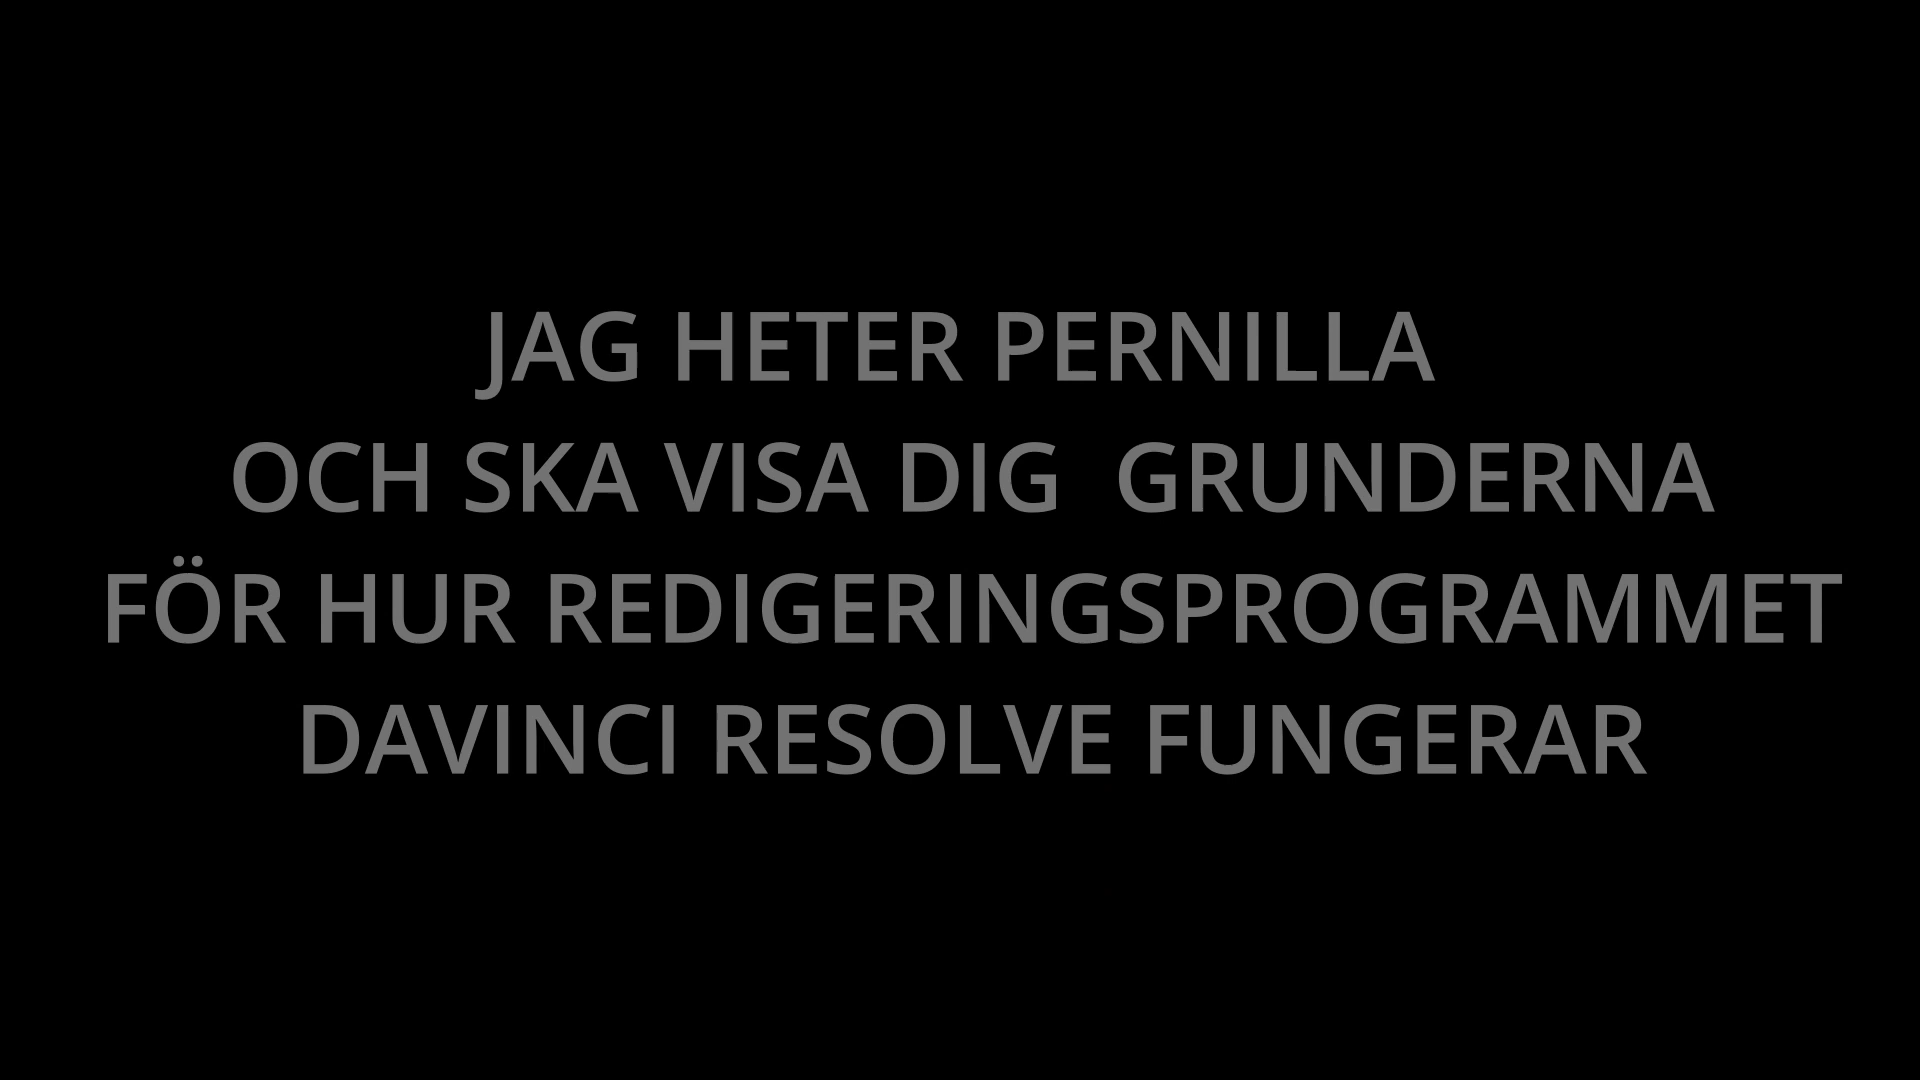 JAG HETER PERNILLA
OCH SKA VISA DIG  GRUNDERNA
FÖR HUR REDIGERINGSPROGRAMMET
DAVINCI RESOLVE FUNGERAR